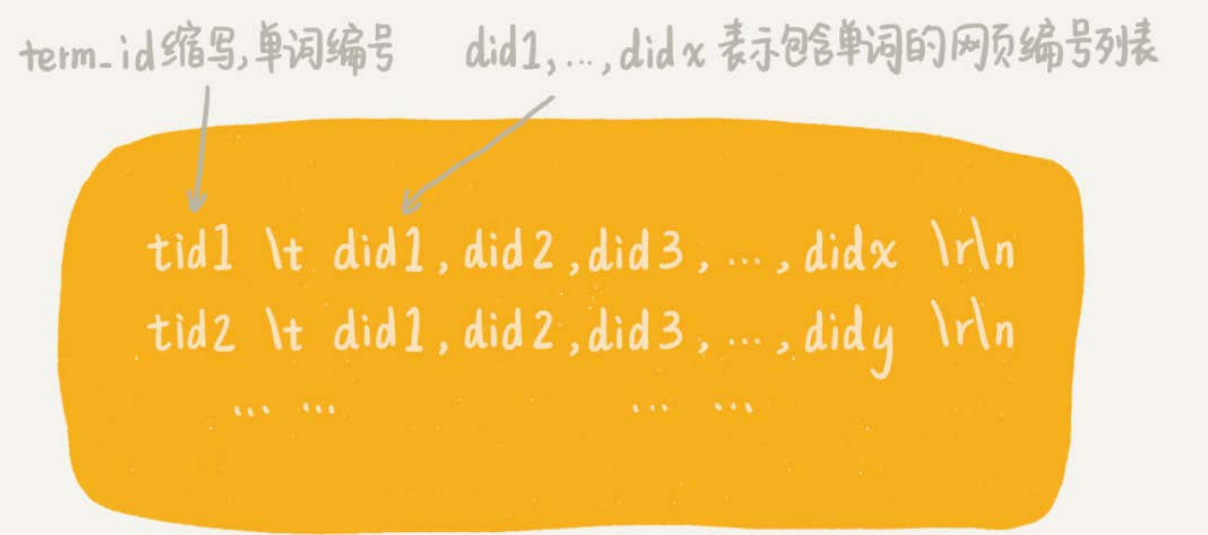 term_id缩写,单词编号
did1,...,didx 表示包含单词的网页编号列表
tid1 \t did1, did2, did3, ..., didx \r\n
tid2 \t did1, did2, did3, ..., didy \r\n
... ... ... ...